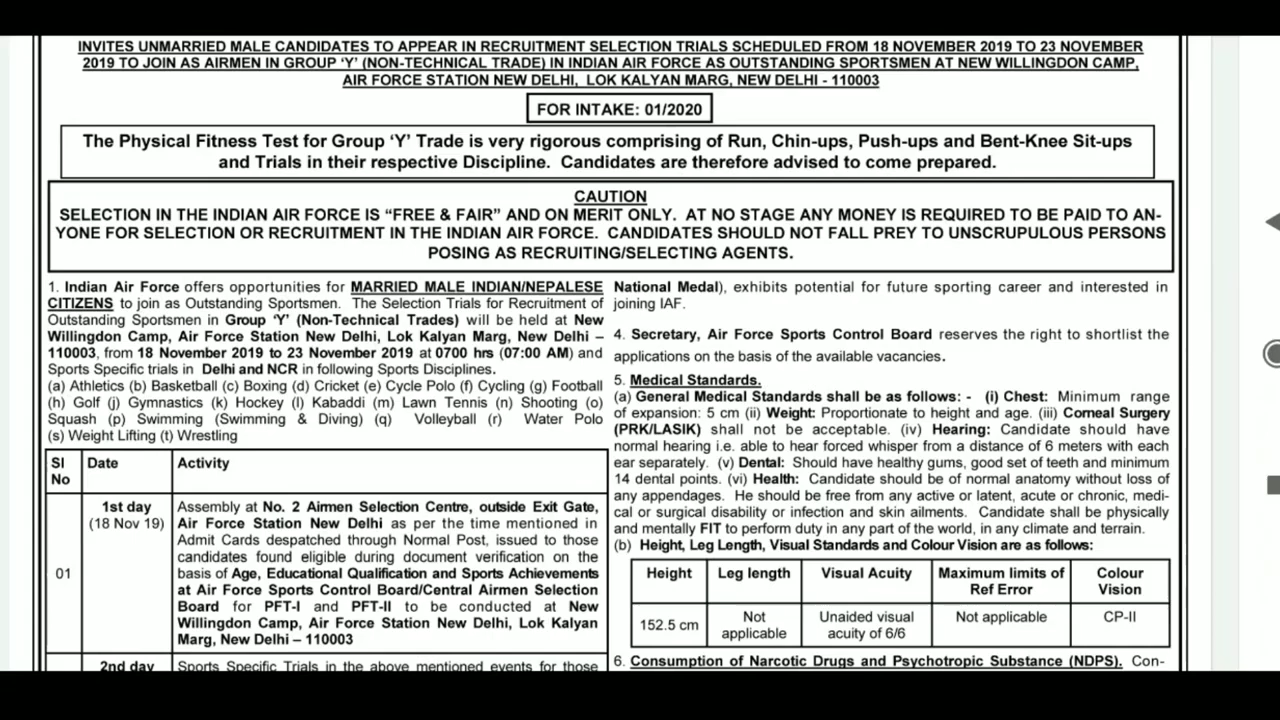 INVITES UNMARRIED MALE CANDIDATES TO APPEAR IN RECRUITMENT SELECTION TRIALS SCHEDULED FROM 18 NOVEMBER 2019 TO 23 NOVEMBER
2019 TO JOIN AS AIRMEN IN GROUP ‘Y’ (NON-TECHNICAL TRADE) IN INDIAN AIR FORCE AS OUTSTANDING SPORTSMEN AT NEW WILLINGDON CAMP,
AIR FORCE STATION NEW DELHI, LOK KALYAN MARG, NEW DELHI - 110003
FOR INTAKE: 01/2020
The Physical Fitness Test for Group ‘Y’ Trade is very rigorous comprising of Run, Chin-ups, Push-ups and Bent-Knee Sit-ups
and Trials in their respective Discipline. Candidates are therefore advised to come prepared.
CAUTION
SELECTION IN THE INDIAN AIR FORCE IS “FREE & FAIR” AND ON MERIT ONLY. AT NO STAGE ANY MONEY IS REQUIRED TO BE PAID TO AN-
YONE FOR SELECTION OR RECRUITMENT IN THE INDIAN AIR FORCE. CANDIDATES SHOULD NOT FALL PREY TO UNSCRUPULOUS PERSONS
POSING AS RECRUITING/SELECTING AGENTS.
1. Indian Air Force offers opportunities for MARRIED MALE INDIAN/NEPALESE
CITIZENS to join as Outstanding Sportsmen. The Selection Trials for Recruitment of
Outstanding Sportsmen in Group ‘Y’ (Non-Technical Trades) will be held at New
Willingdon Camp, Air Force Station New Delhi, Lok Kalyan Marg, New Delhi –
110003, from 18 November 2019 to 23 November 2019 at 0700 hrs (07:00 AM) and
Sports Specific trials in Delhi and NCR in following Sports Disciplines.
(a) Athletics (b) Basketball (c) Boxing (d) Cricket (e) Cycle Polo (f) Cycling (g) Football
(h) Golf (j) Gymnastics (k) Hockey (l) Kabaddi (m) Lawn Tennis (n) Shooting (o)
Squash (p) Swimming (Swimming & Diving) (q) Volleyball (r) Water Polo
(s) Weight Lifting (t) Wrestling
Sl No Date Activity
01
1st day
(18 Nov 19)
Assembly at No. 2 Airmen Selection Centre, outside Exit Gate,
Air Force Station New Delhi as per the time mentioned in
Admit Cards despatched through Normal Post, issued to those
candidates found eligible during document verification on the
basis of Age, Educational Qualification and Sports Achievements
at Air Force Sports Control Board/Central Airmen Selection
Board for PFT-I and PFT-II to be conducted at New
Willingdon Camp, Air Force Station New Delhi, Lok Kalyan
Marg, New Delhi – 110003
2nd day Sports Specific Trials in the above mentioned events for those
National Medal), exhibits potential for future sporting career and interested in
joining IAF.
4. Secretary, Air Force Sports Control Board reserves the right to shortlist the
applications on the basis of the available vacancies.
5. Medical Standards.
(a) General Medical Standards shall be as follows: - (i) Chest: Minimum range
of expansion: 5 cm (ii) Weight: Proportionate to height and age. (iii) Corneal Surgery
(PRK/LASIK) shall not be acceptable. (iv) Hearing: Candidate should have
normal hearing i.e. able to hear forced whisper from a distance of 6 meters with each
ear separately. (v) Dental: Should have healthy gums, good set of teeth and minimum
14 dental points. (vi) Health: Candidate should be of normal anatomy without loss of
any appendages. He should be free from any active or latent, acute or chronic, medi-
cal or surgical disability or infection and skin ailments. Candidate shall be physically
and mentally FIT to perform duty in any part of the world, in any climate and terrain.
(b) Height, Leg Length, Visual Standards and Colour Vision are as follows:
Height Leg length Visual Acuity Maximum limits of Ref Error Colour Vision
152.5 cm Not applicable Unaided visual acuity of 6/6 Not applicable CP-II
6. Consumption of Narcotic Drugs and Psychotropic Substance (NDPS). Con-